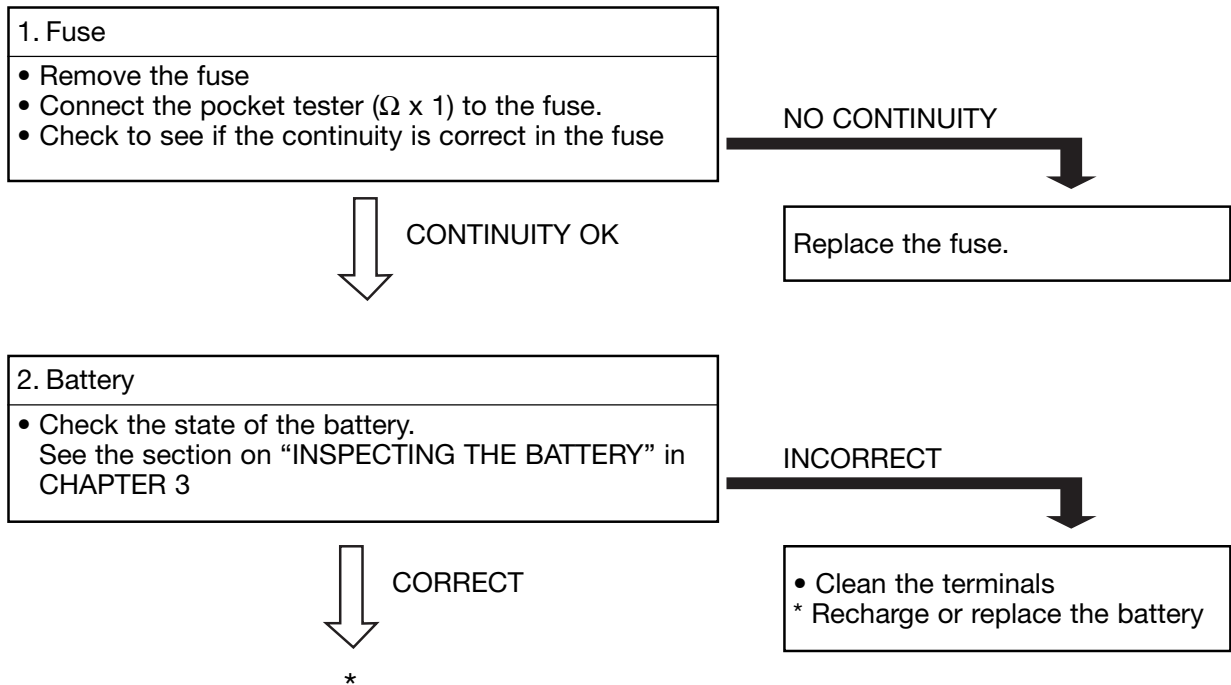 1. Fuse
• Remove the fuse
• Connect the pocket tester (Ω x 1) to the fuse.
• Check to see if the continuity is correct in the fuse
NO CONTINUITY
Replace the fuse.
CONTINUITY OK
2. Battery
• Check the state of the battery.
See the section on “INSPECTING THE BATTERY” in
CHAPTER 3
INCORRECT
• Clean the terminals
* Recharge or replace the battery
CORRECT
*